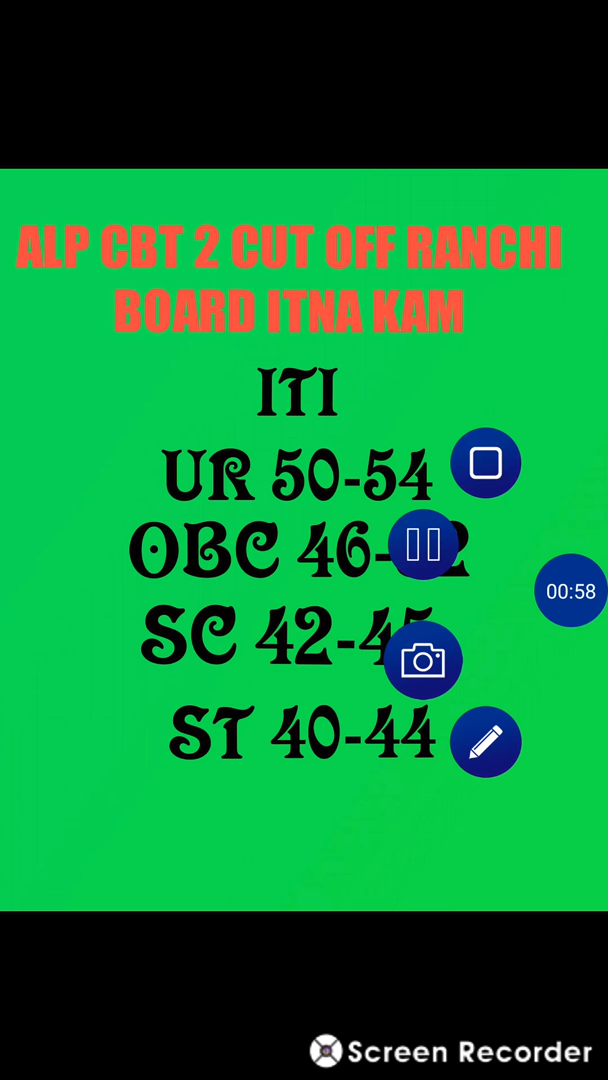 ALP CBT 2 CUT OFF RANCHI
BOARD ITNA KAM
ITI
UR 50-54
OBC 46-
SC 42-45
ST 40-44
00:58
Screen Recorder